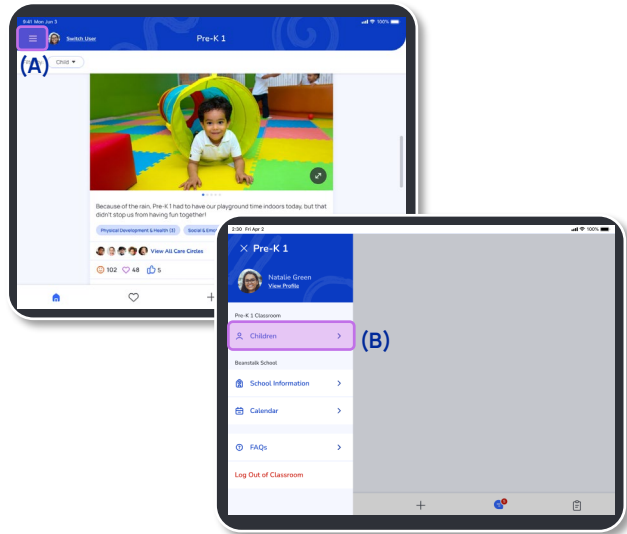 9:41 Mon Jun 3
100%
Switch User
Pre-K 1
(A)
Child
Because of the rain, Pre-K 1 had to have our playground time indoors today, but that
didn't stop us from having fun together!
Physical Development & Health (3)
Social &
View All Care Circles
102
48
5
2:30 Fri Apr 2
100%
Pre-K 1
Natalie Green
View Profile
Pre-K 1 Classroom
Children
(B)
Beanstalk School
School Information
Calendar
FAQs
Log Out of Classroom